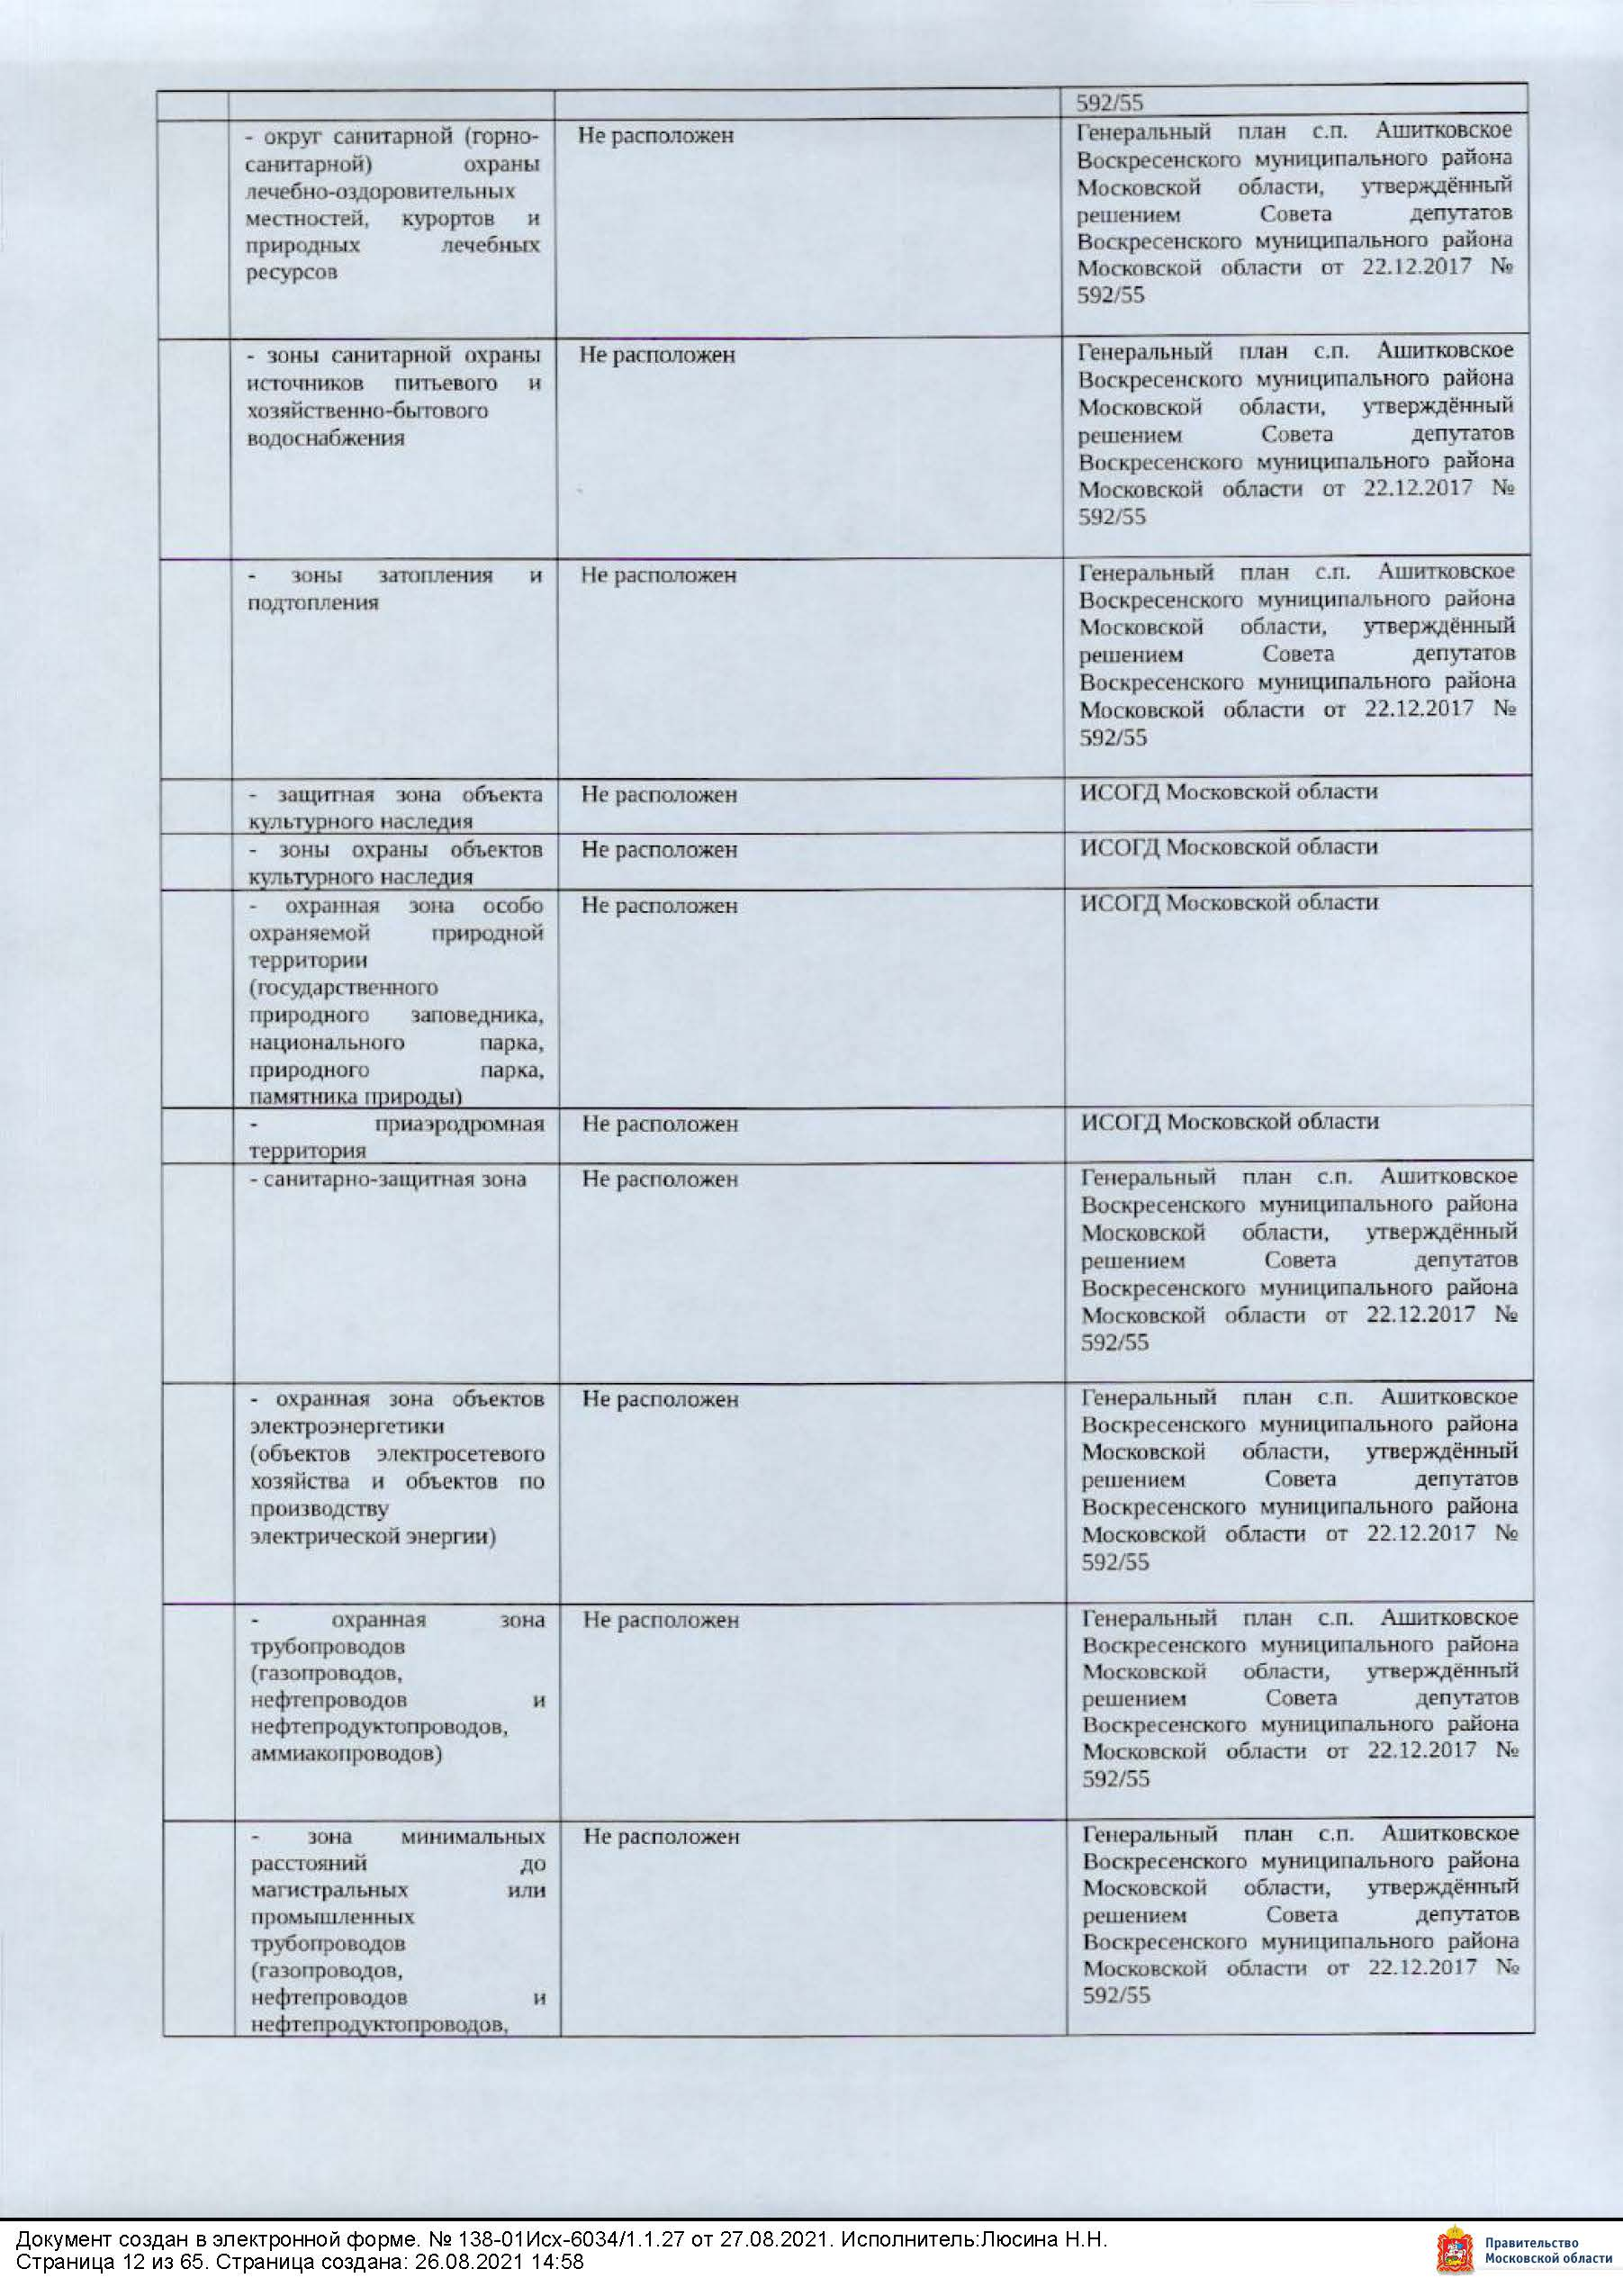 592/55
- округ санитарной (горно-
санитарной) охраны
лечебно-оздоровительных
местностей, курортов и
природных лечебных
ресурсов
Не расположен
Генеральный план с.п. Ашитковское
Воскресенского муниципального района
Московской области, утверждённый
решением Совета депутатов
Воскресенского муниципального района
Московской области от 22.12.2017 №
592/55
- зоны санитарной охраны
источников питьевого и
хозяйственно-бытового
водоснабжения
Не расположен
Генеральный план с.п. Ашитковское
Воскресенского муниципального района
Московской области, утверждённый
решением Совета депутатов
Воскресенского муниципального района
Московской области от 22.12.2017 №
592/55
- зоны затопления и
подтопления
Не расположен
Генеральный план с.п. Ашитковское
Воскресенского муниципального района
Московской области, утверждённый
решением Совета депутатов
Воскресенского муниципального района
Московской области от 22.12.2017 №
592/55
- защитная зона объекта
культурного наследия
Не расположен
ИСОГД Московской области
- зоны охраны объектов
культурного наследия
Не расположен
ИСОГД Московской области
- охранная зона особо
охраняемой природной
территории
(государственного
природного заповедника,
национального парка,
природного парка,
памятника природы)
Не расположен
ИСОГД Московской области
- приаэродромная
территория
Не расположен
ИСОГД Московской области
- санитарно-защитная зона
Не расположен
Генеральный план с.п. Ашитковское
Воскресенского муниципального района
Московской области, утверждённый
решением Совета депутатов
Воскресенского муниципального района
Московской области от 22.12.2017 №
592/55
- охранная зона объектов
электроэнергетики
(объектов электросетевого
хозяйства и объектов по
производству
электрической энергии)
Не расположен
Генеральный план с.п. Ашитковское
Воскресенского муниципального района
Московской области, утверждённый
решением Совета депутатов
Воскресенского муниципального района
Московской области от 22.12.2017 №
592/55
- охранная зона
трубопроводов
(газопроводов,
нефтепроводов и
нефтепродуктопроводов,
аммиакопроводов)
Не расположен
Генеральный план с.п. Ашитковское
Воскресенского муниципального района
Московской области, утверждённый
решением Совета депутатов
Воскресенского муниципального района
Московской области от 22.12.2017 №
592/55
- зона минимальных
расстояний до
магистральных или
промышленных
трубопроводов
(газопроводов,
нефтепроводов и
нефтепродуктопроводов,
Не расположен
Генеральный план с.п. Ашитковское
Воскресенского муниципального района
Московской области, утверждённый
решением Совета депутатов
Воскресенского муниципального района
Московской области от 22.12.2017 №
592/55
Документ создан в электронной форме. № 138-01Исх-6034/1.1.27 от 27.08.2021. Исполнитель:Люсина Н.Н.
Страница 12 из 65. Страница создана: 26.08.2021 14:58
Правительство
Московской области